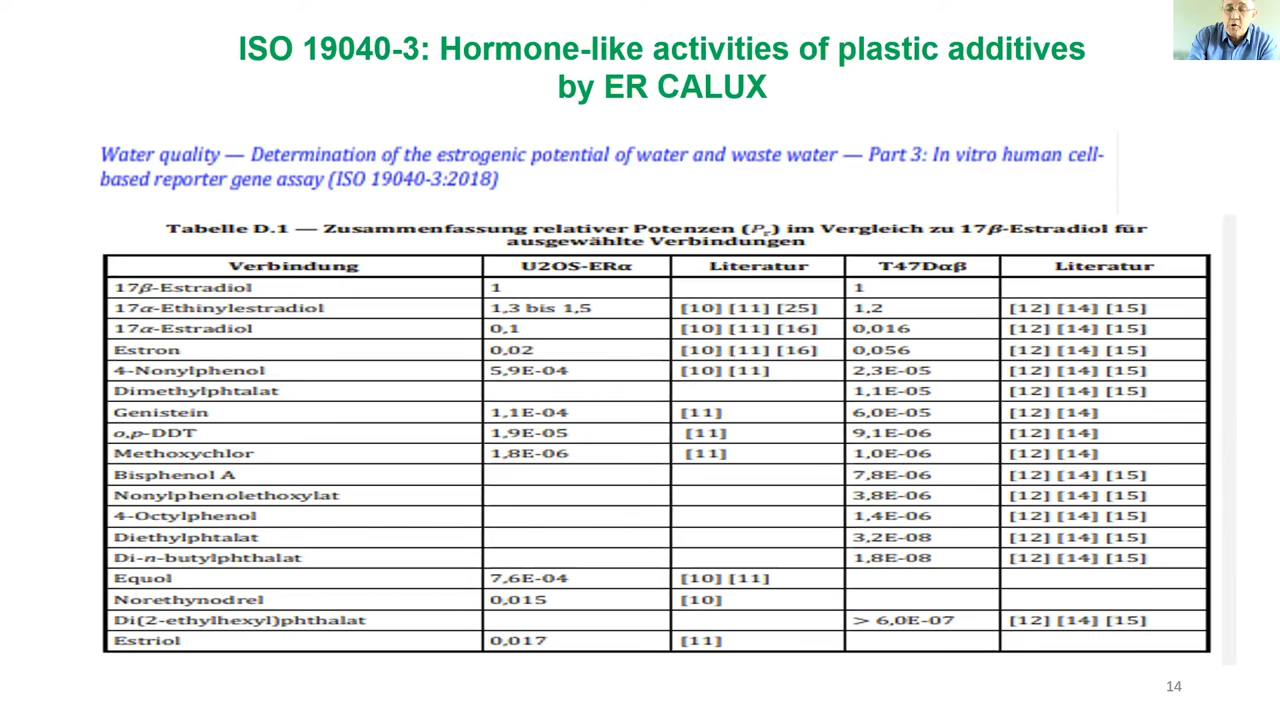 ISO 19040-3: Hormone-like activities of plastic additives
by ER CALUX
Water quality — Determination of the estrogenic potential of water and waste water — Part 3: In vitro human cell-
based reporter gene assay (ISO 19040-3:2018)
Tabelle D.1 — Zusammenfassung relativer Potenzen (Pr) im Vergleich zu 17β-Estradiol für
ausgewählte Verbindungen
Verbindung U2OS-ERα Literatur T47Dαβ Literatur
17β-Estradiol 1 1
17α-Ethinylestradiol 1,3 bis 1,5 [10] [11] [25] 1,2 [12] [14] [15]
17α-Estradiol 0,1 [10] [11] [16] 0,016 [12] [14] [15]
Estron 0,02 [10] [11] [16] 0,056 [12] [14] [15]
4-Nonylphenol 5,9E-04 [10] [11] 2,3E-05 [12] [14] [15]
Dimethylphtalat 1,1E-05 [12] [14] [15]
Genistein 1,1E-04 [11] 6,0E-05 [12] [14]
o,p-DDT 1,9E-05 [11] 9,1E-06 [12] [14]
Methoxychlor 1,8E-06 [11] 1,0E-06 [12] [14]
Bisphenol A 7,8E-06 [12] [14] [15]
Nonylphenolethoxylat 3,8E-06 [12] [14] [15]
4-Octylphenol 1,4E-06 [12] [14] [15]
Diethylphtalat 3,2E-08 [12] [14] [15]
Di-n-butylphthalat 1,8E-08 [12] [14] [15]
Equol 7,6E-04 [10] [11]
Norethynodrel 0,015 [10]
Di(2-ethylhexyl)phthalat > 6,0E-07 [12] [14] [15]
Estriol 0,017 [11]
14